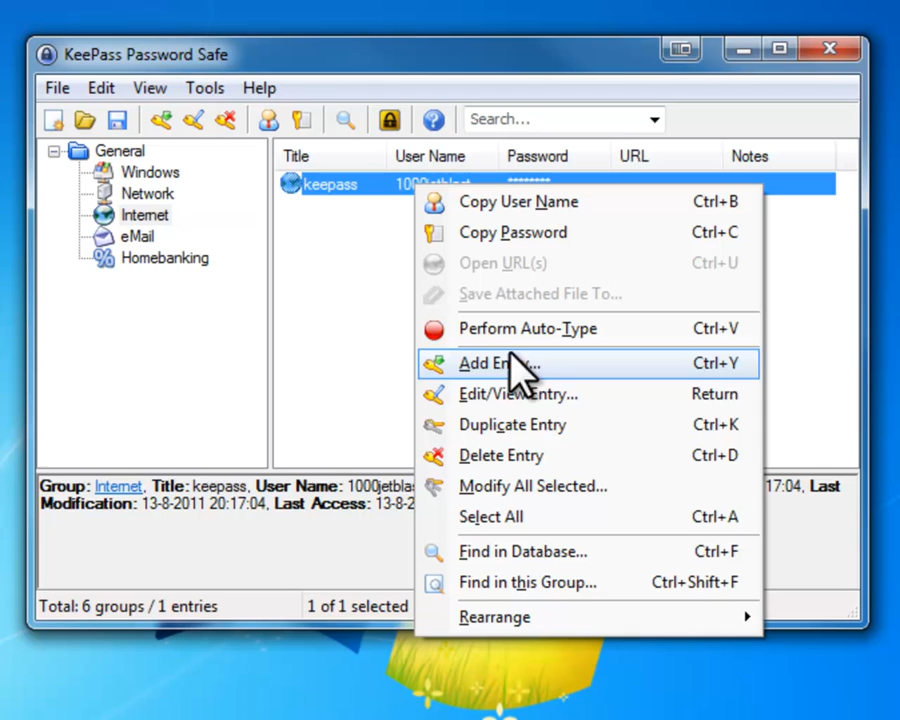 KeePass Password Safe
File Edit View Tools Help
Search...
General
Windows
Network
Internet
eMail
Homebanking
Title User Name Password URL Notes
keepass ********
Copy User Name Ctrl+B
Copy Password Ctrl+C
Open URL(s) Ctrl+U
Save Attached File To...
Perform Auto-Type Ctrl+V
Add Ctrl+Y
Edit/View Entry... Return
Duplicate Entry Ctrl+K
Delete Entry Ctrl+D
Modify All Selected...
Select All Ctrl+A
Find in Database... Ctrl+F
Find in this Group... Ctrl+Shift+F
Rearrange
Group: Internet, Title: keepass, User Name: 1000jetbla 17:04, Last
Modification: 13-8-2011 20:17:04, Last Access: 13-8-2
Total: 6 groups / 1 entries 1 of 1 selected